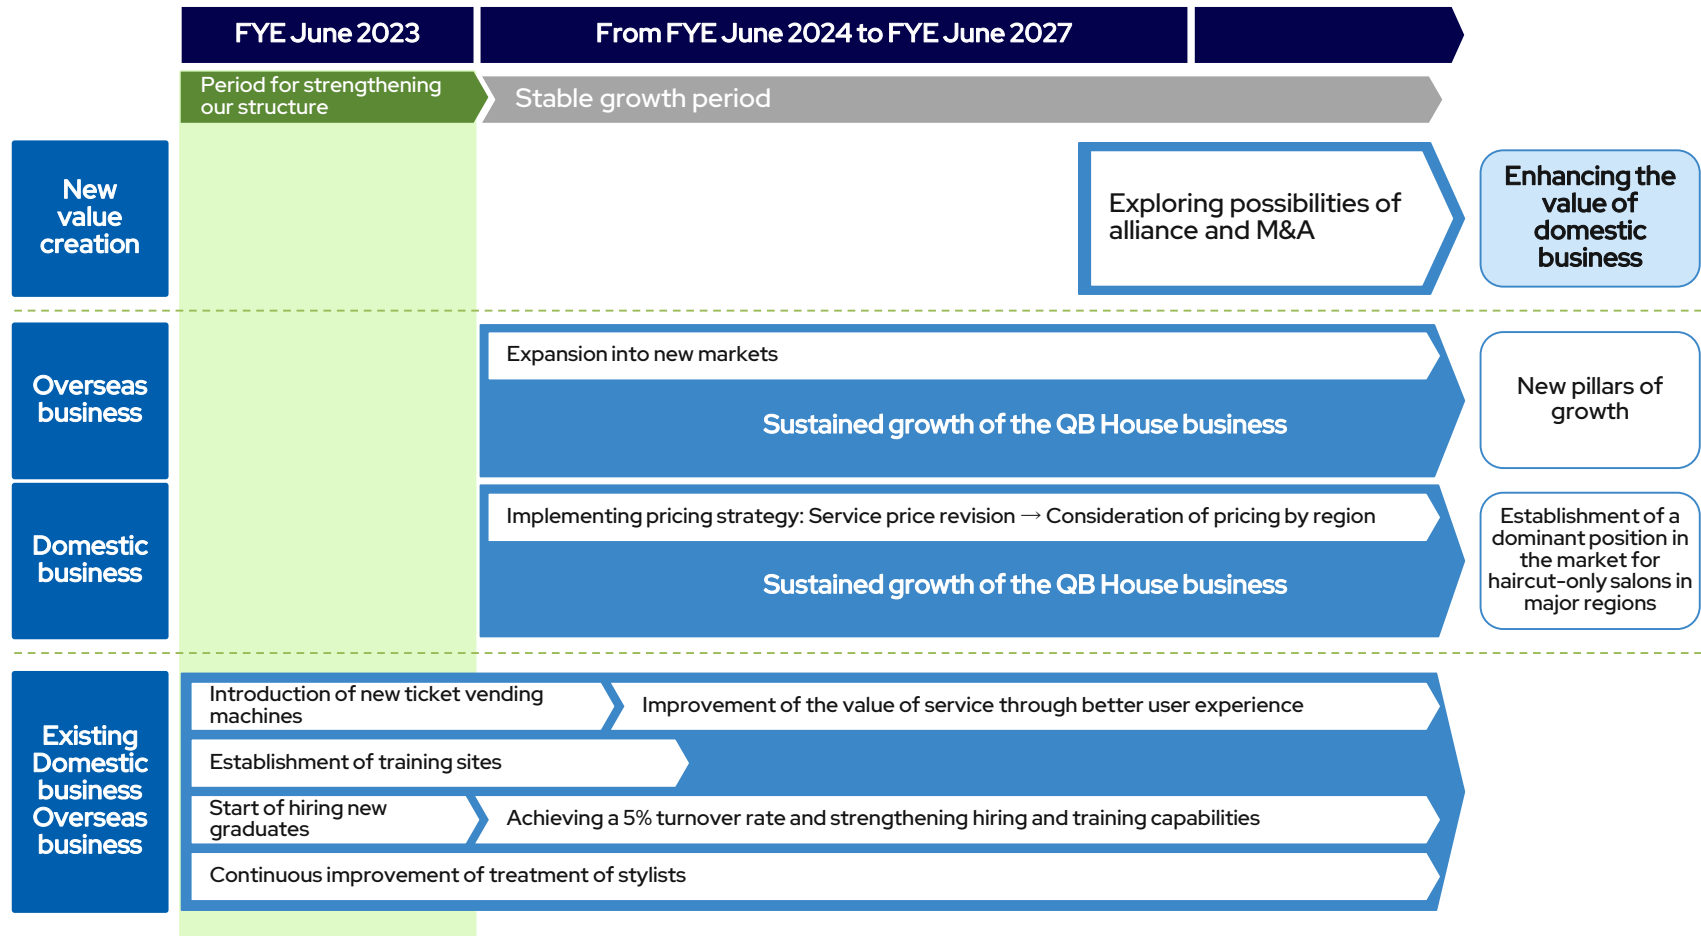 FYE June 2023
From FYE June 2024 to FYE June 2027
Period for strengthening
our structure
Stable growth period
New
value
creation
Exploring possibilities of
alliance and M&A
Enhancing the
value of
domestic
business
Overseas
business
Expansion into new markets
Sustained growth of the QB House business
New pillars of
growth
Domestic
business
Implementing pricing strategy: Service price revision → Consideration of pricing by region
Sustained growth of the QB House business
Establishment of a
dominant position in
the market for
haircut-only salons in
major regions
Existing
Domestic
business
Overseas
business
Introduction of new ticket vending
machines
Improvement of the value of service through better user experience
Establishment of training sites
Start of hiring new
graduates
Achieving a 5% turnover rate and strengthening hiring and training capabilities
Continuous improvement of treatment of stylists